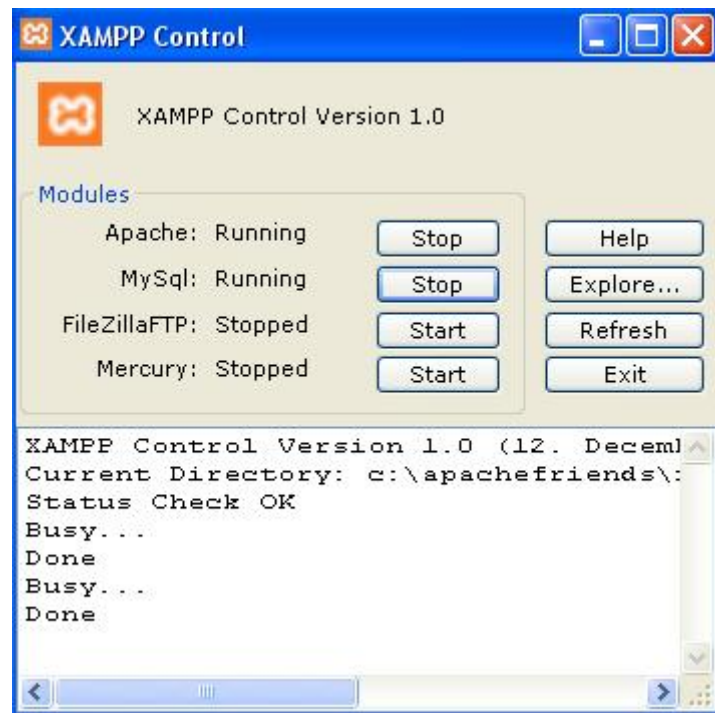 XAMPP Control
XAMPP Control Version 1.0
Modules
Apache: Running Stop Help
MySql: Running Stop Explore...
FileZillaFTP: Stopped Start Refresh
Mercury: Stopped Start Exit
XAMPP Control Version 1.0 (12.
Current Directory: c:\apachefriends\
Status Check OK
Busy...
Done
Busy...
Done